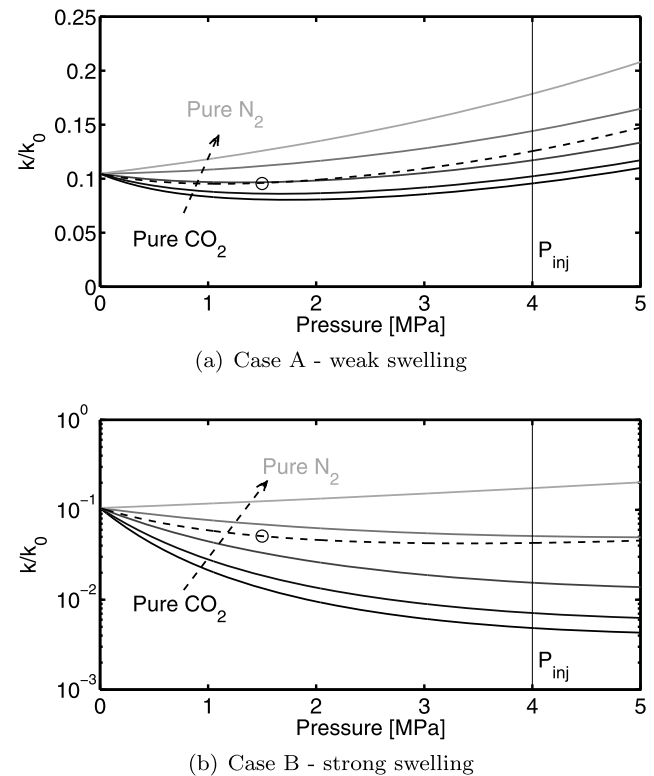 0.25
0.2
0.15
0.1
0.05
0
k/k0
Pure N2
Pure CO2
Pinj
0 1 2 3 4 5
Pressure [MPa]
(a) Case A - weak swelling
10^0
10^-1
10^-2
10^-3
k/k0
Pure N2
Pure CO2
Pinj
0 1 2 3 4 5
Pressure [MPa]
(b) Case B - strong swelling